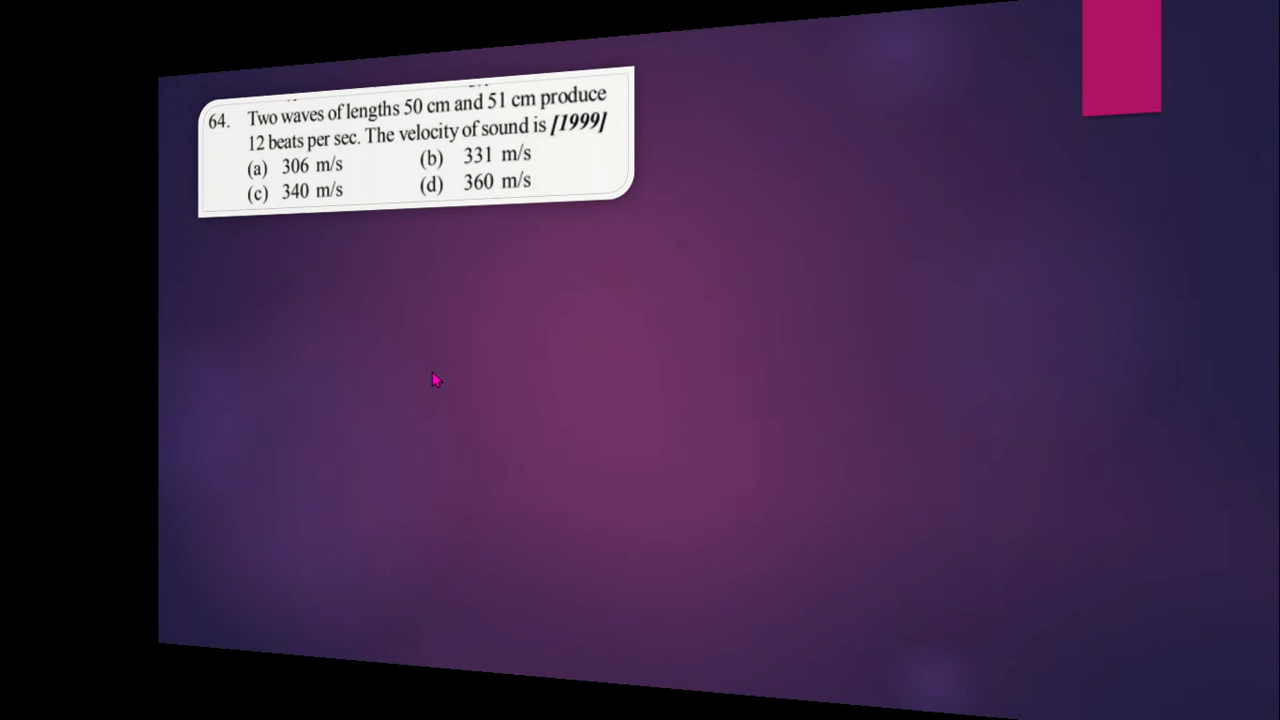 64. Two waves of lengths 50 cm and 51 cm produce
12 beats per sec. The velocity of sound is [1999]
(a) 306 m/s (b) 331 m/s
(c) 340 m/s (d) 360 m/s